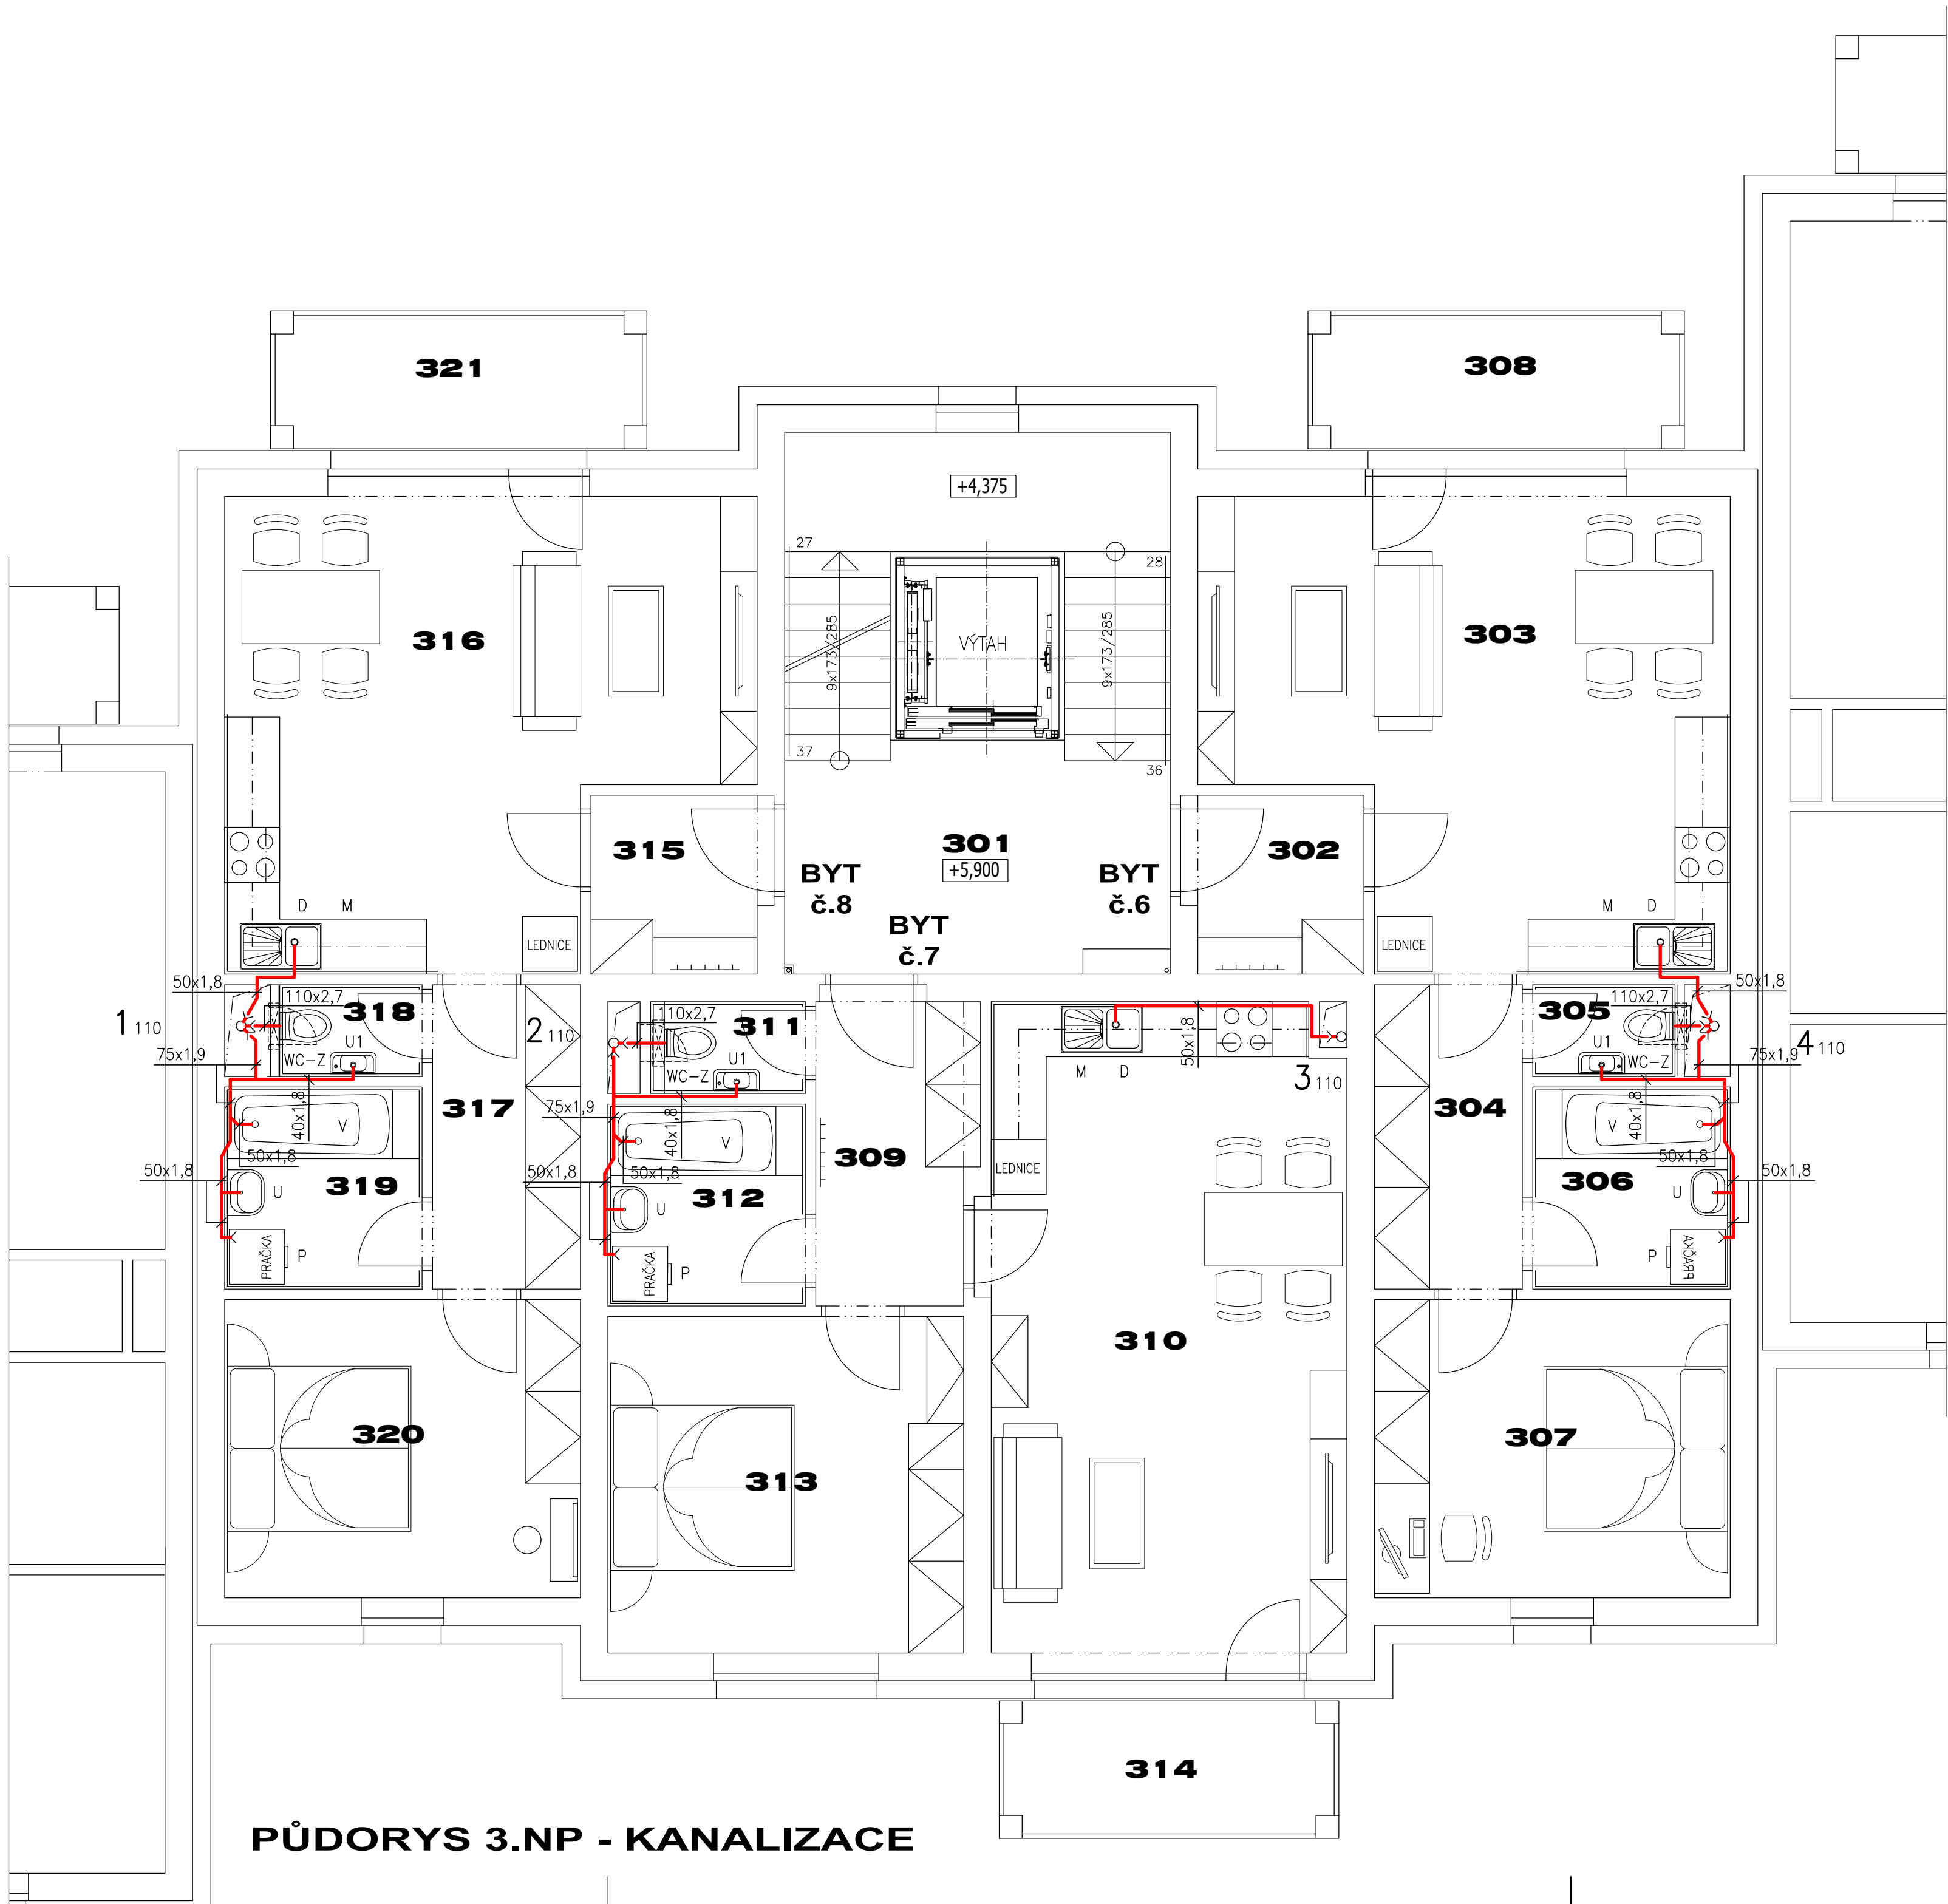 321
308
+4,375
27
28
9x173/285
VÝTAH
9x173/285
316
303
37
36
315
301
+5,900
302
BYT
č.8
BYT
č.6
BYT
č.7
D M
M D
LEDNICE
LEDNICE
50x1,8
110x2,7
318
1 110
U1
WC-Z
75x1,9
40x1,8
V
317
50x1,8
50x1,8
U
319
PRAČKA
P
2 110
110x2,7
311
U1
WC-Z
75x1,9
40x1,8
V
309
50x1,8
50x1,8
U
312
PRAČKA
P
50x1,8
M D
3 110
LEDNICE
50x1,8
110x2,7
305
U1
WC-Z
4 110
75x1,9
304
V
40x1,8
50x1,8
50x1,8
306
U
P
PRAČKA
310
320
313
307
314
PŮDORYS 3.NP - KANALIZACE